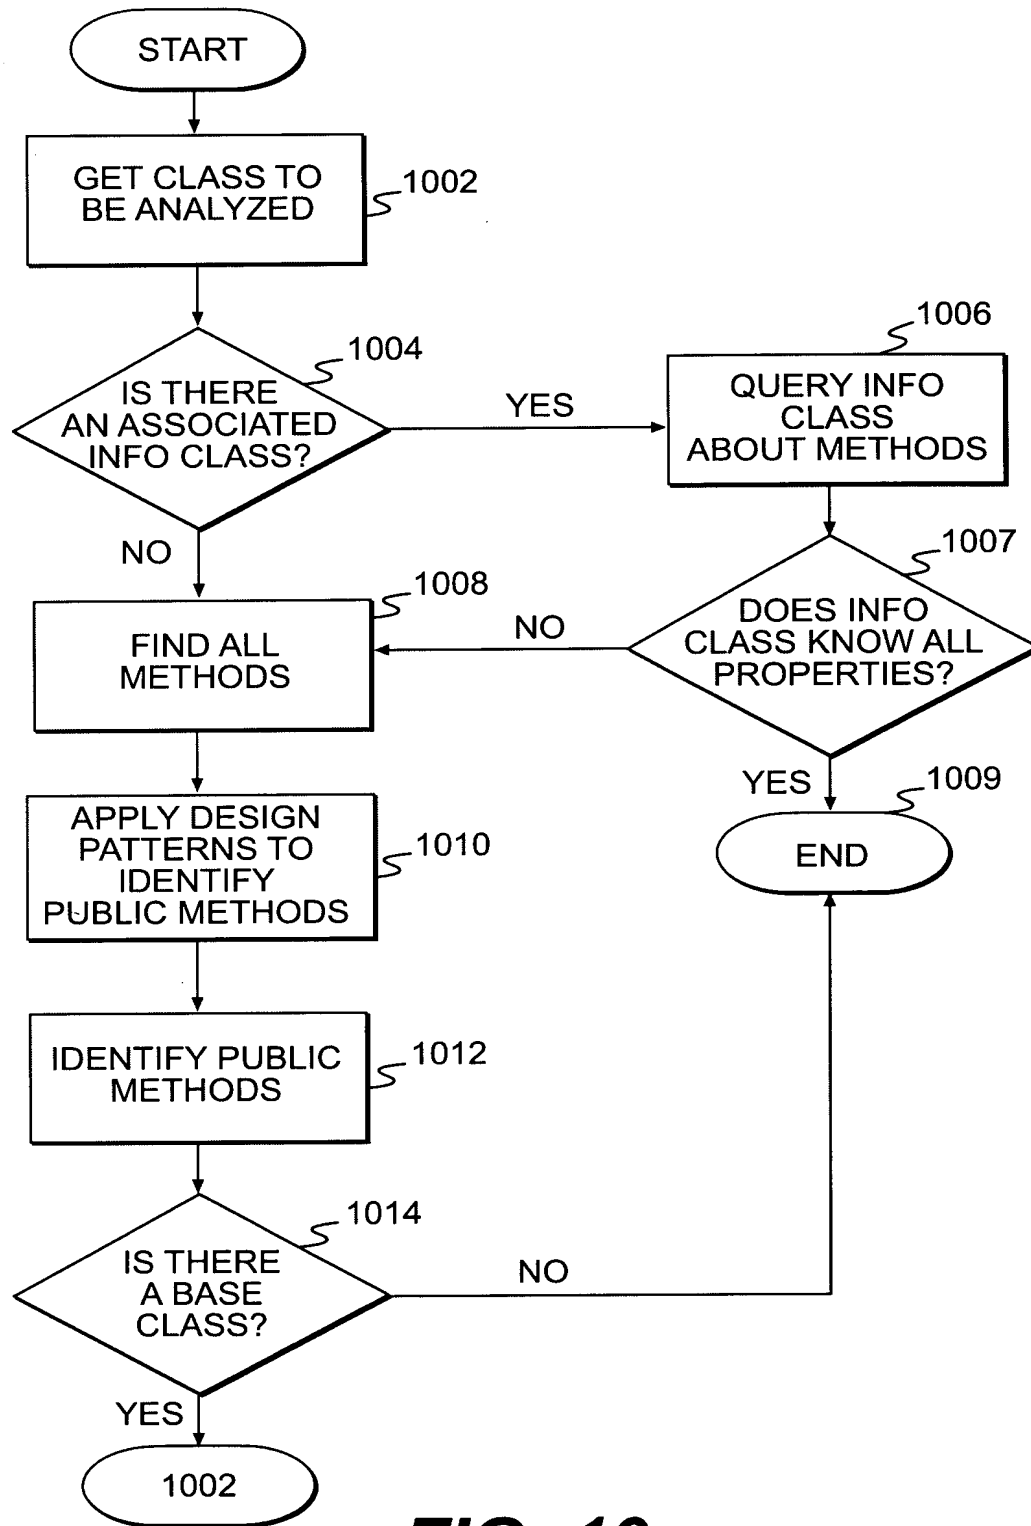 START
GET CLASS TO
BE ANALYZED
1002
IS THERE
AN ASSOCIATED
INFO CLASS?
1004
YES
NO
1006
QUERY INFO
CLASS
ABOUT METHODS
1007
DOES INFO
CLASS KNOW ALL
PROPERTIES?
NO
YES
1009
END
1008
FIND ALL
METHODS
APPLY DESIGN
PATTERNS TO
IDENTIFY
PUBLIC METHODS
1010
IDENTIFY PUBLIC
METHODS
1012
1014
IS THERE
A BASE
CLASS?
NO
YES
1002
FIG. 10